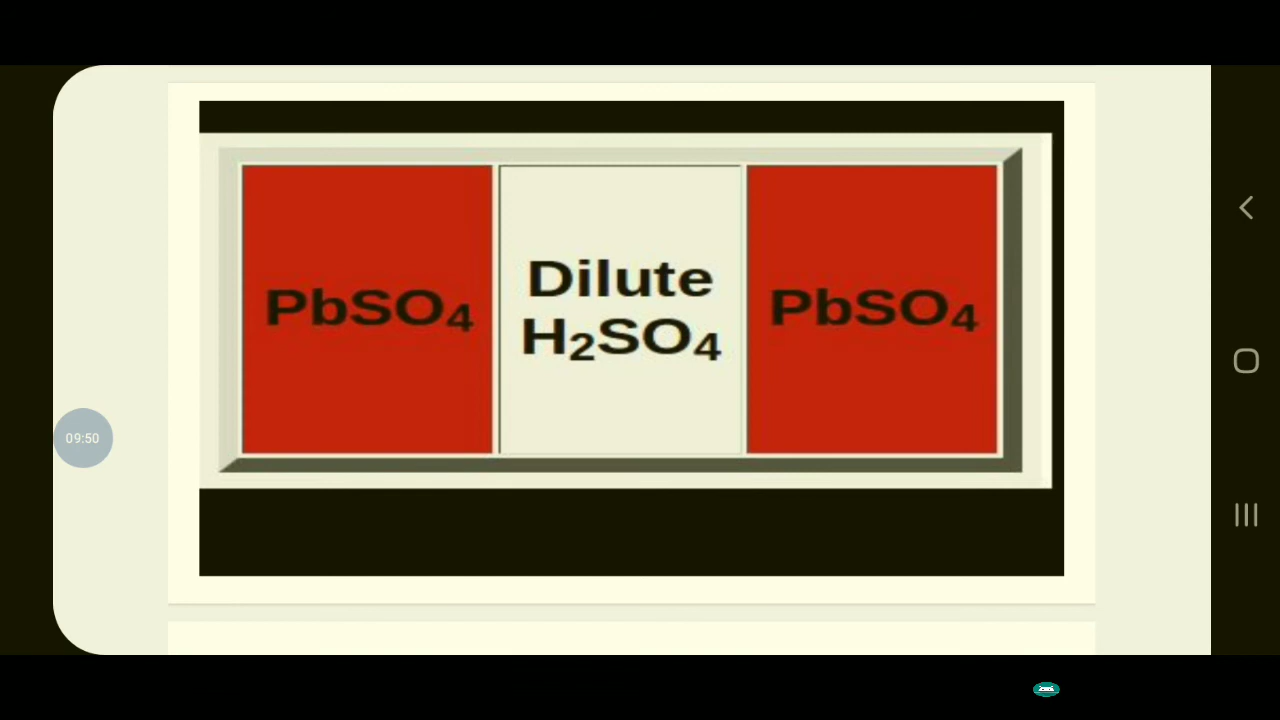 PbSO₄
Dilute
H₂SO₄
PbSO₄
09:50